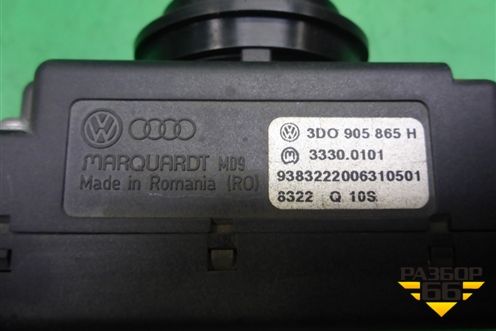 MARQUARDT MD9
Made in Romania (RO)
3D0 905 865 H
3330.0101
9383222006310501
8322 Q 10S
РАЗБОР
66